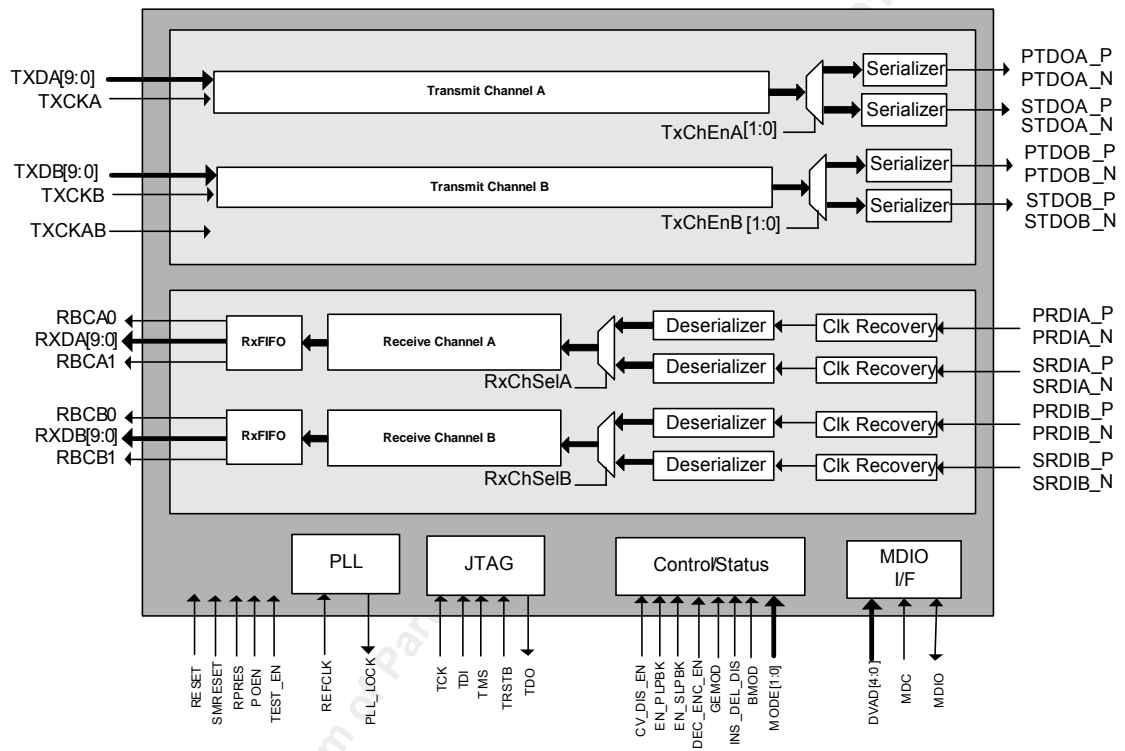 TXDA[9:0]
TXCKA
Transmit Channel A
TxChEnA[1:0]
Serializer
Serializer
PTDOA_P
PTDOA_N
STDOA_P
STDOA_N
TXDB[9:0]
TXCKB
TXCKAB
Transmit Channel B
TxChEnB[1:0]
Serializer
Serializer
PTDOB_P
PTDOB_N
STDOB_P
STDOB_N
RBCA0
RXDA[9:0]
RBCA1
RxFIFO
Receive Channel A
RxChSelA
Deserializer
Clk Recovery
Deserializer
Clk Recovery
PRDIA_P
PRDIA_N
SRDIA_P
SRDIA_N
RBCB0
RXDB[9:0]
RBCB1
RxFIFO
Receive Channel B
RxChSelB
Deserializer
Clk Recovery
Deserializer
Clk Recovery
PRDIB_P
PRDIB_N
SRDIB_P
SRDIB_N
PLL
JTAG
Control/Status
MDIO
I/F
RESET
SMRESET
RPRES
POEN
TEST_EN
REFCLK
PLL_LOCK
TCK
TDI
TMS
TRSTB
TDO
CV_DIS_EN
EN_PLPBK
EN_SLPBK
DEC_ENC_EN
GEMOD
INS_DEL_DIS
BMOD
MODE[1:0]
DVAD[4:0]
MDC
MDIO
m of Par